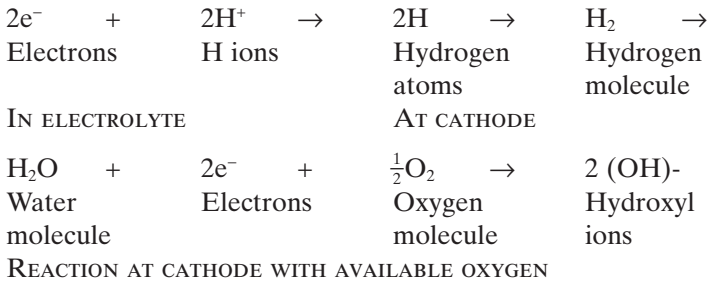 2e⁻ + 2H⁺ → 2H → H₂ →
Electrons H ions Hydrogen Hydrogen
atoms molecule
IN ELECTROLYTE AT CATHODE
H₂O + 2e⁻ + ½O₂ → 2 (OH)-
Water Electrons Oxygen Hydroxyl
molecule molecule ions
REACTION AT CATHODE WITH AVAILABLE OXYGEN